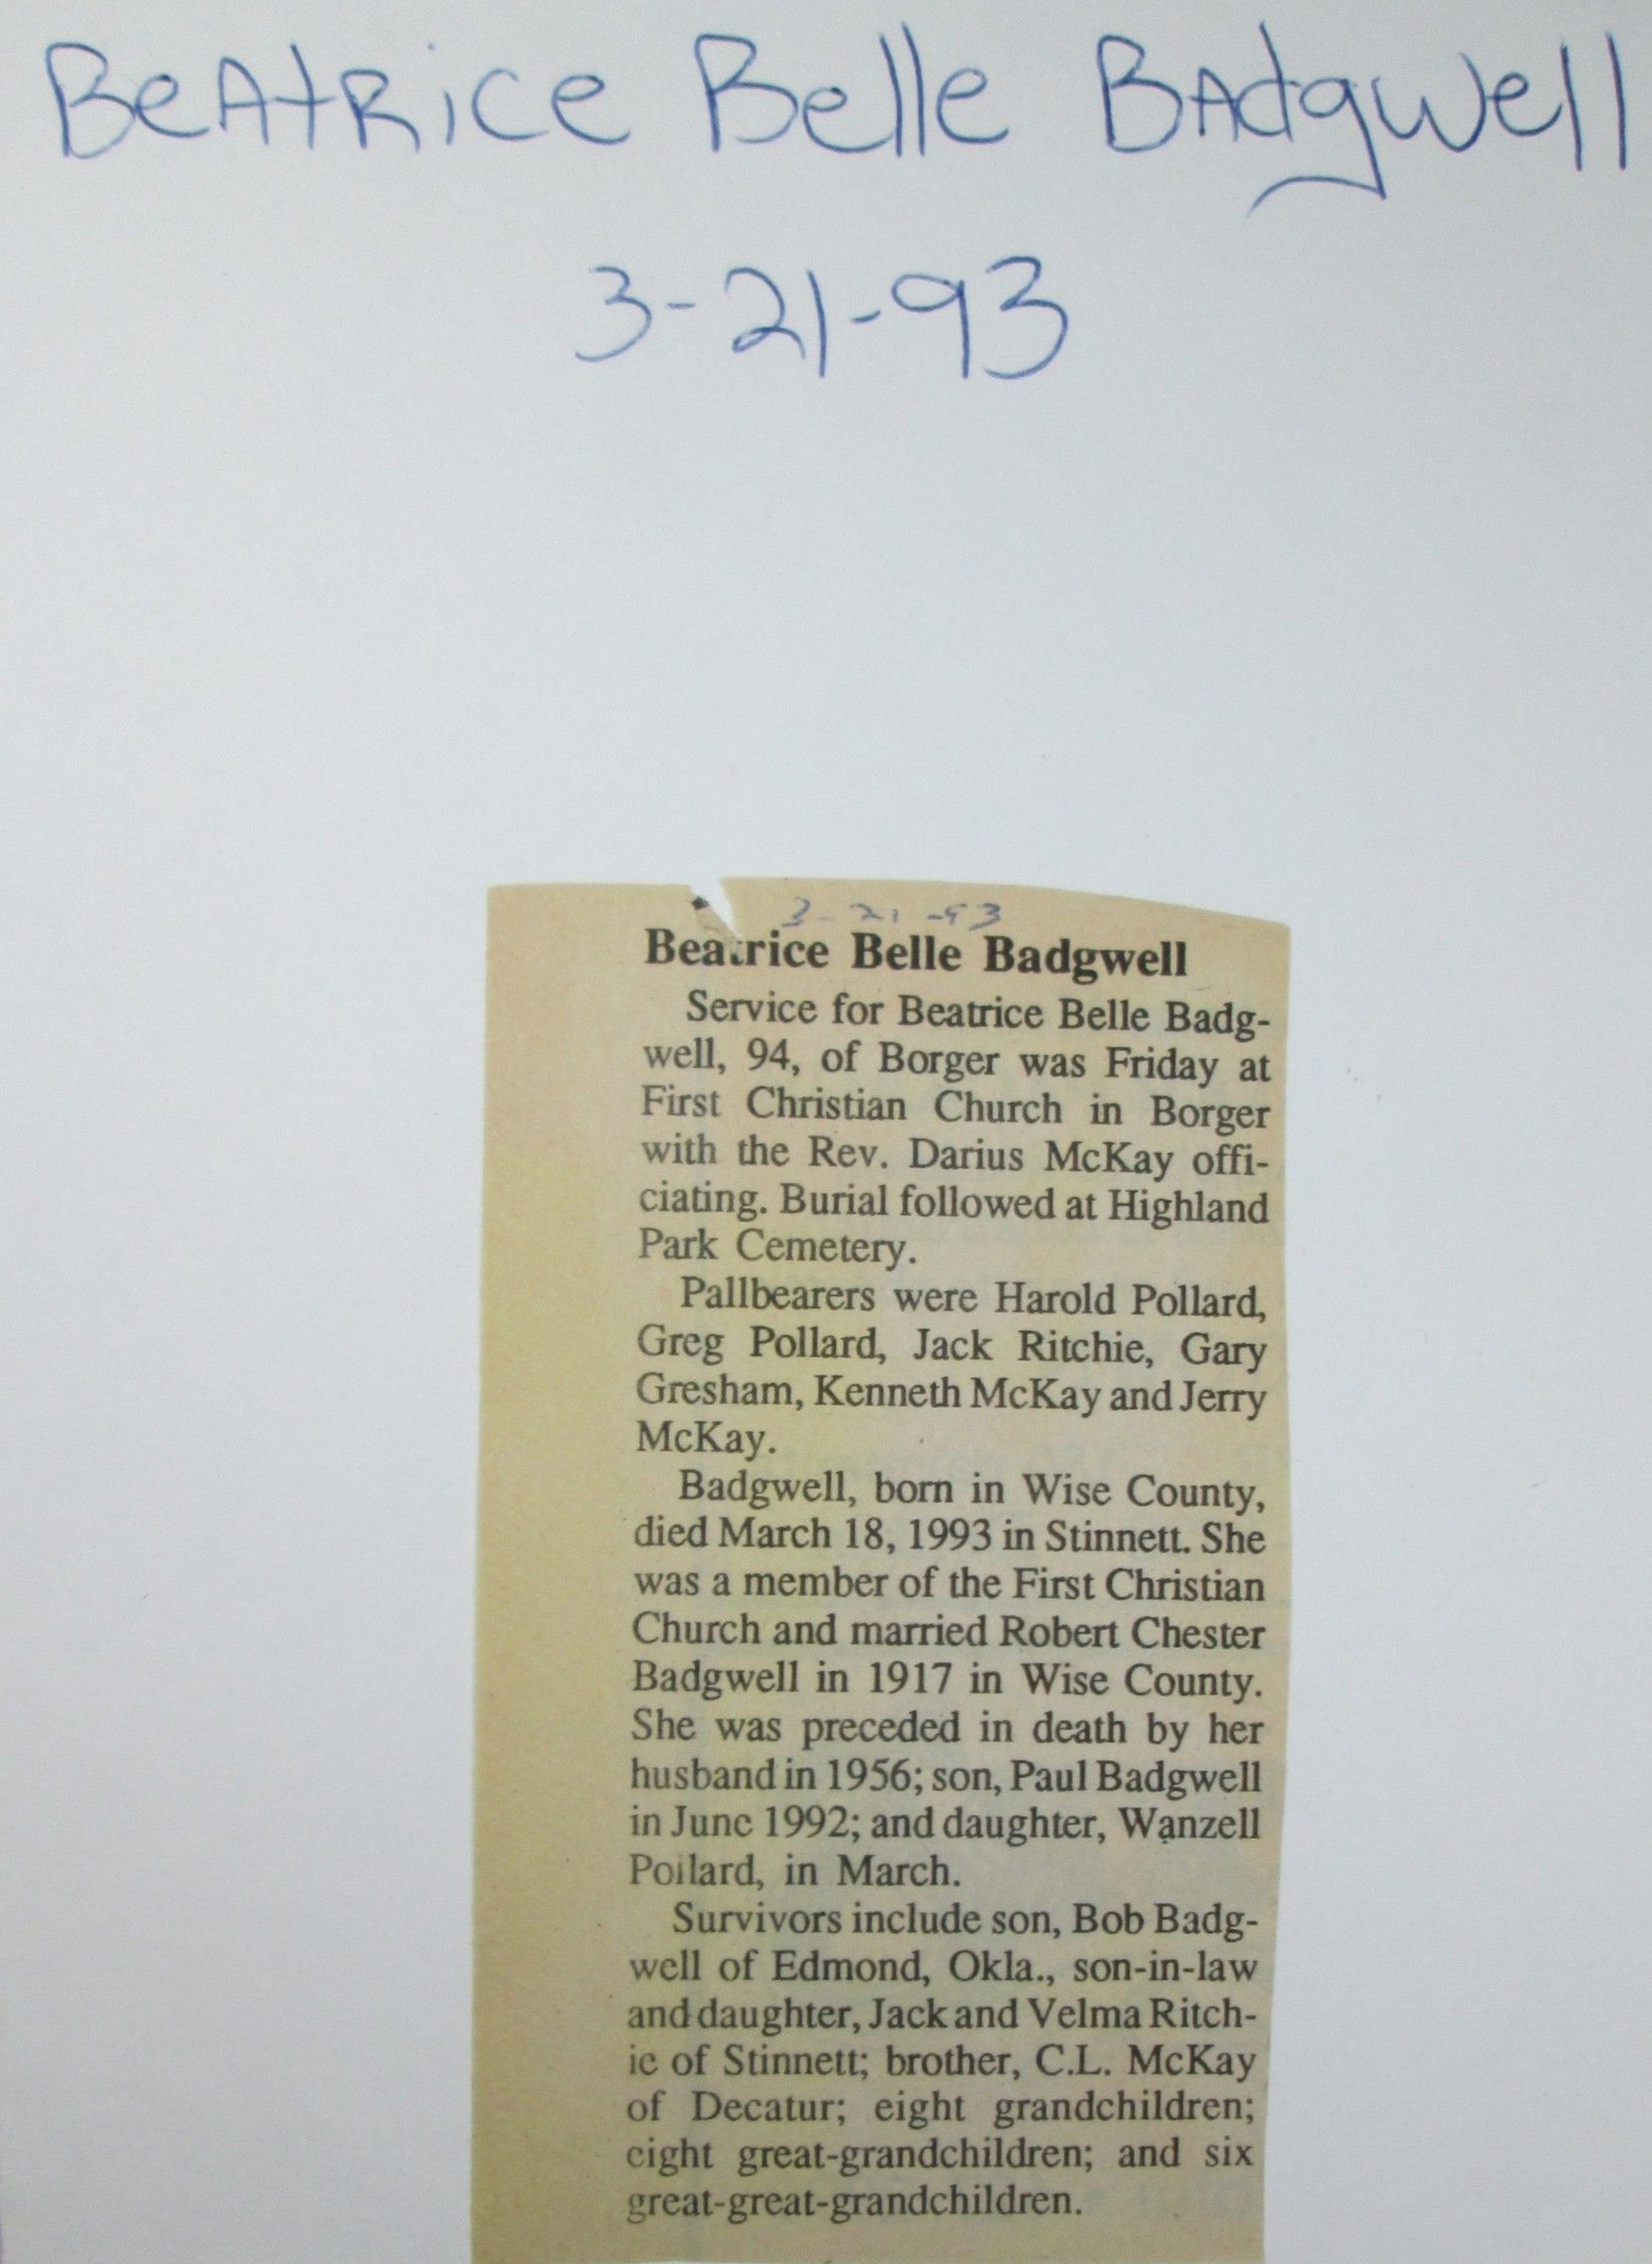 BeAtRice Belle BAdgwell
3-21-93
3-21-93
Beatrice Belle Badgwell
Service for Beatrice Belle Badg-
well, 94, of Borger was Friday at
First Christian Church in Borger
with the Rev. Darius McKay offi-
ciating. Burial followed at Highland
Park Cemetery.
Pallbearers were Harold Pollard,
Greg Pollard, Jack Ritchie, Gary
Gresham, Kenneth McKay and Jerry
McKay.
Badgwell, born in Wise County,
died March 18, 1993 in Stinnett. She
was a member of the First Christian
Church and married Robert Chester
Badgwell in 1917 in Wise County.
She was preceded in death by her
husband in 1956; son, Paul Badgwell
in June 1992; and daughter, Wanzell
Pollard, in March.
Survivors include son, Bob Badg-
well of Edmond, Okla., son-in-law
and daughter, Jack and Velma Ritch-
ie of Stinnett; brother, C.L. McKay
of Decatur; eight grandchildren;
eight great-grandchildren; and six
great-great-grandchildren.